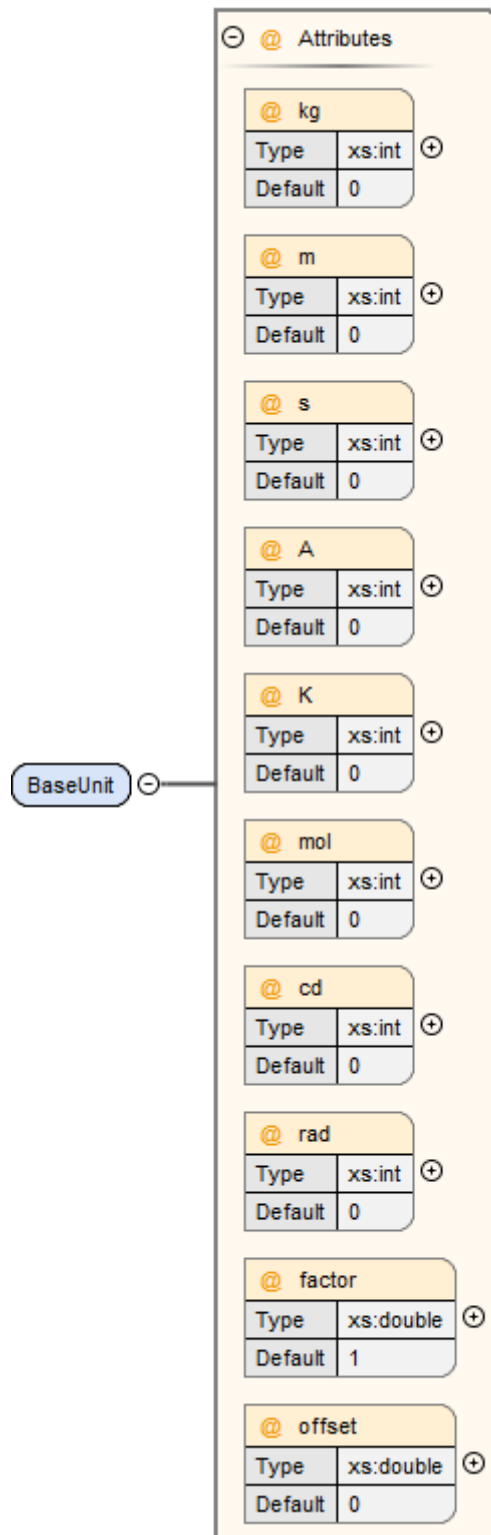 @ Attributes
@ kg
Type xs:int
Default 0
@ m
Type xs:int
Default 0
@ s
Type xs:int
Default 0
@ A
Type xs:int
Default 0
@ K
Type xs:int
Default 0
BaseUnit
@ mol
Type xs:int
Default 0
@ cd
Type xs:int
Default 0
@ rad
Type xs:int
Default 0
@ factor
Type xs:double
Default 1
@ offset
Type xs:double
Default 0